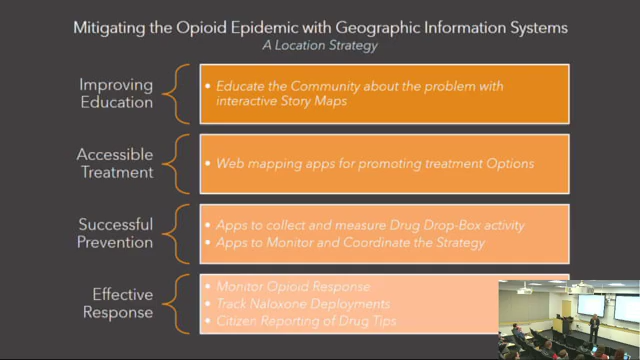 Mitigating the Opioid Epidemic with Geographic Information Systems
A Location Strategy
Improving
Education
• Educate the Community about the problem with
interactive Story Maps
Accessible
Treatment
• Web mapping apps for promoting treatment Options
Successful
Prevention
• Apps to collect and measure Drug Drop-Box activity
• Apps to Monitor and Coordinate the Strategy
Effective
Response
• Monitor Opioid Response
• Track Naloxone Deployments
• Citizen Reporting of Drug Tips